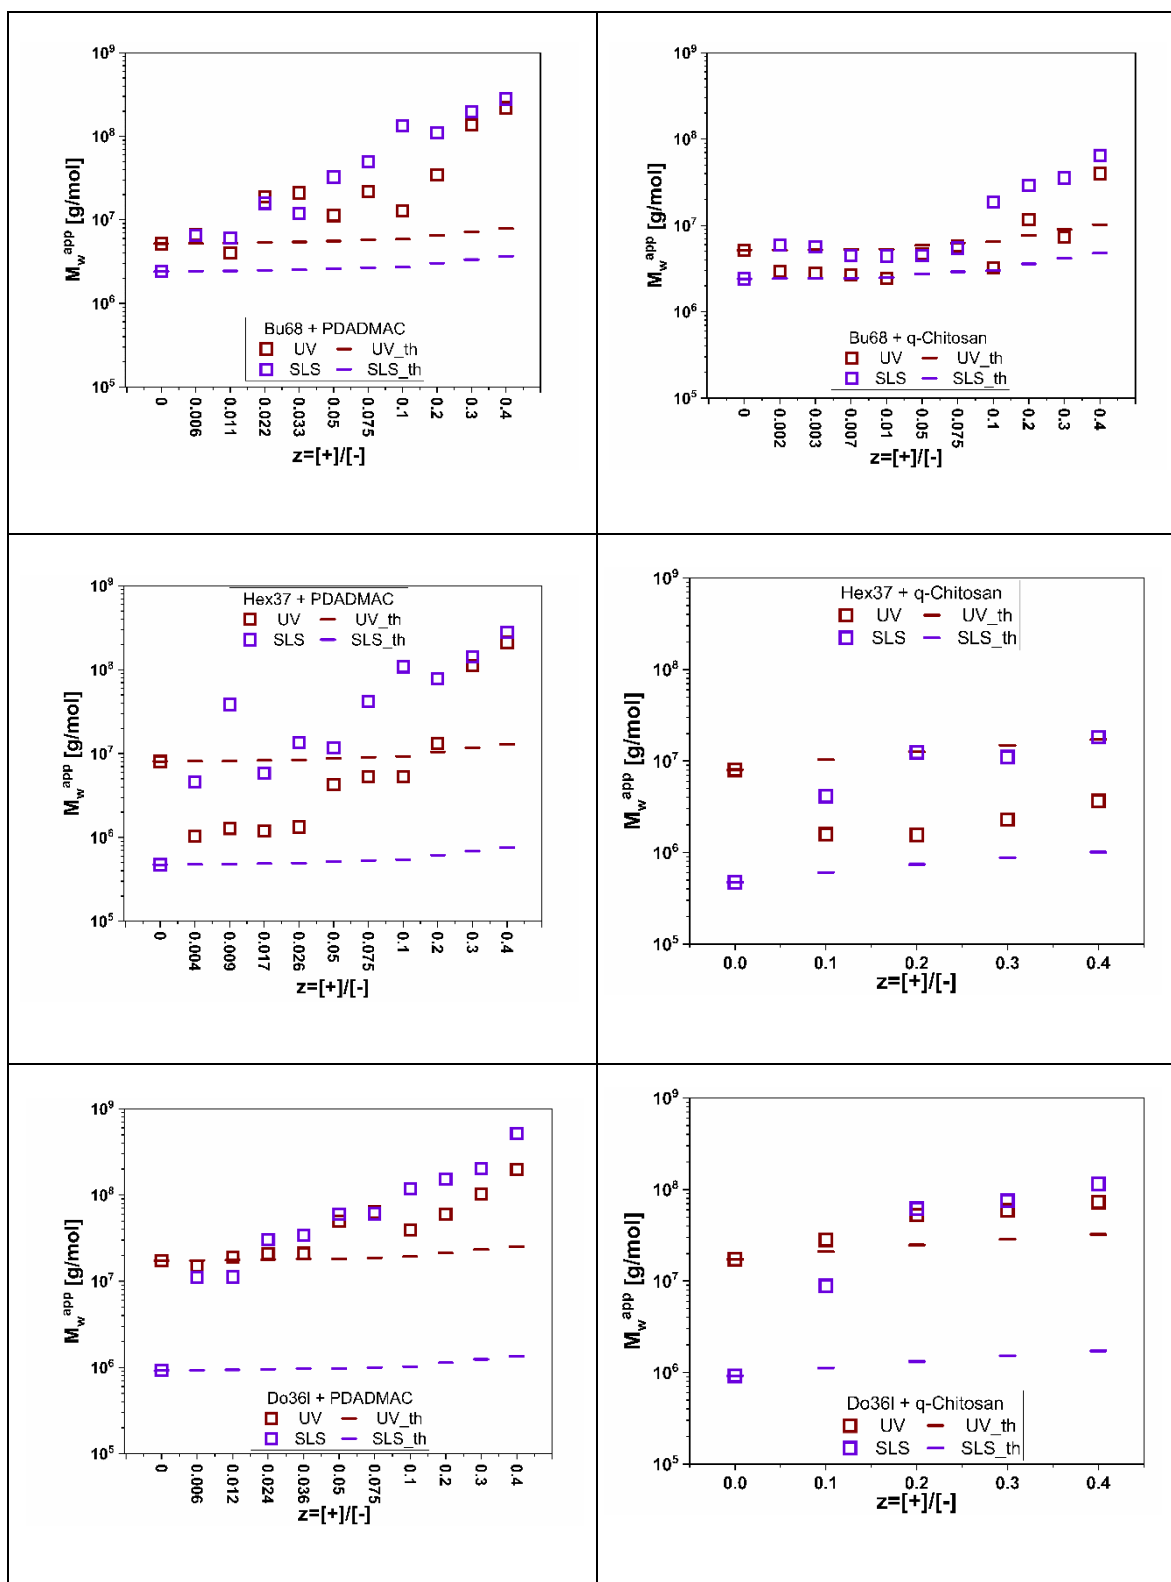 10⁹
10⁸
10⁷
10⁶
10⁵
M_w^app [g/mol]
Bu68 + PDADMAC
UV UV_th
SLS SLS_th
0 0.006 0.011 0.022 0.033 0.05 0.075 0.1 0.2 0.3 0.4
z=[+]/[-]
10⁹
10⁸
10⁷
10⁶
10⁵
M_w^app [g/mol]
Bu68 + q-Chitosan
UV UV_th
SLS SLS_th
0 0.002 0.003 0.007 0.01 0.05 0.075 0.1 0.2 0.3 0.4
z=[+]/[-]
10⁹
10⁸
10⁷
10⁶
10⁵
M_w^app [g/mol]
Hex37 + PDADMAC
UV UV_th
SLS SLS_th
0 0.004 0.009 0.017 0.026 0.05 0.075 0.1 0.2 0.3 0.4
z=[+]/[-]
10⁹
10⁸
10⁷
10⁶
10⁵
M_w^app [g/mol]
Hex37 + q-Chitosan
UV UV_th
SLS SLS_th
0.0 0.1 0.2 0.3 0.4
z=[+]/[-]
10⁹
10⁸
10⁷
10⁶
10⁵
M_w^app [g/mol]
Do36l + PDADMAC
UV UV_th
SLS SLS_th
0 0.006 0.012 0.024 0.036 0.05 0.075 0.1 0.2 0.3 0.4
z=[+]/[-]
10⁹
10⁸
10⁷
10⁶
10⁵
M_w^app [g/mol]
Do36l + q-Chitosan
UV UV_th
SLS SLS_th
0.0 0.1 0.2 0.3 0.4
z=[+]/[-]